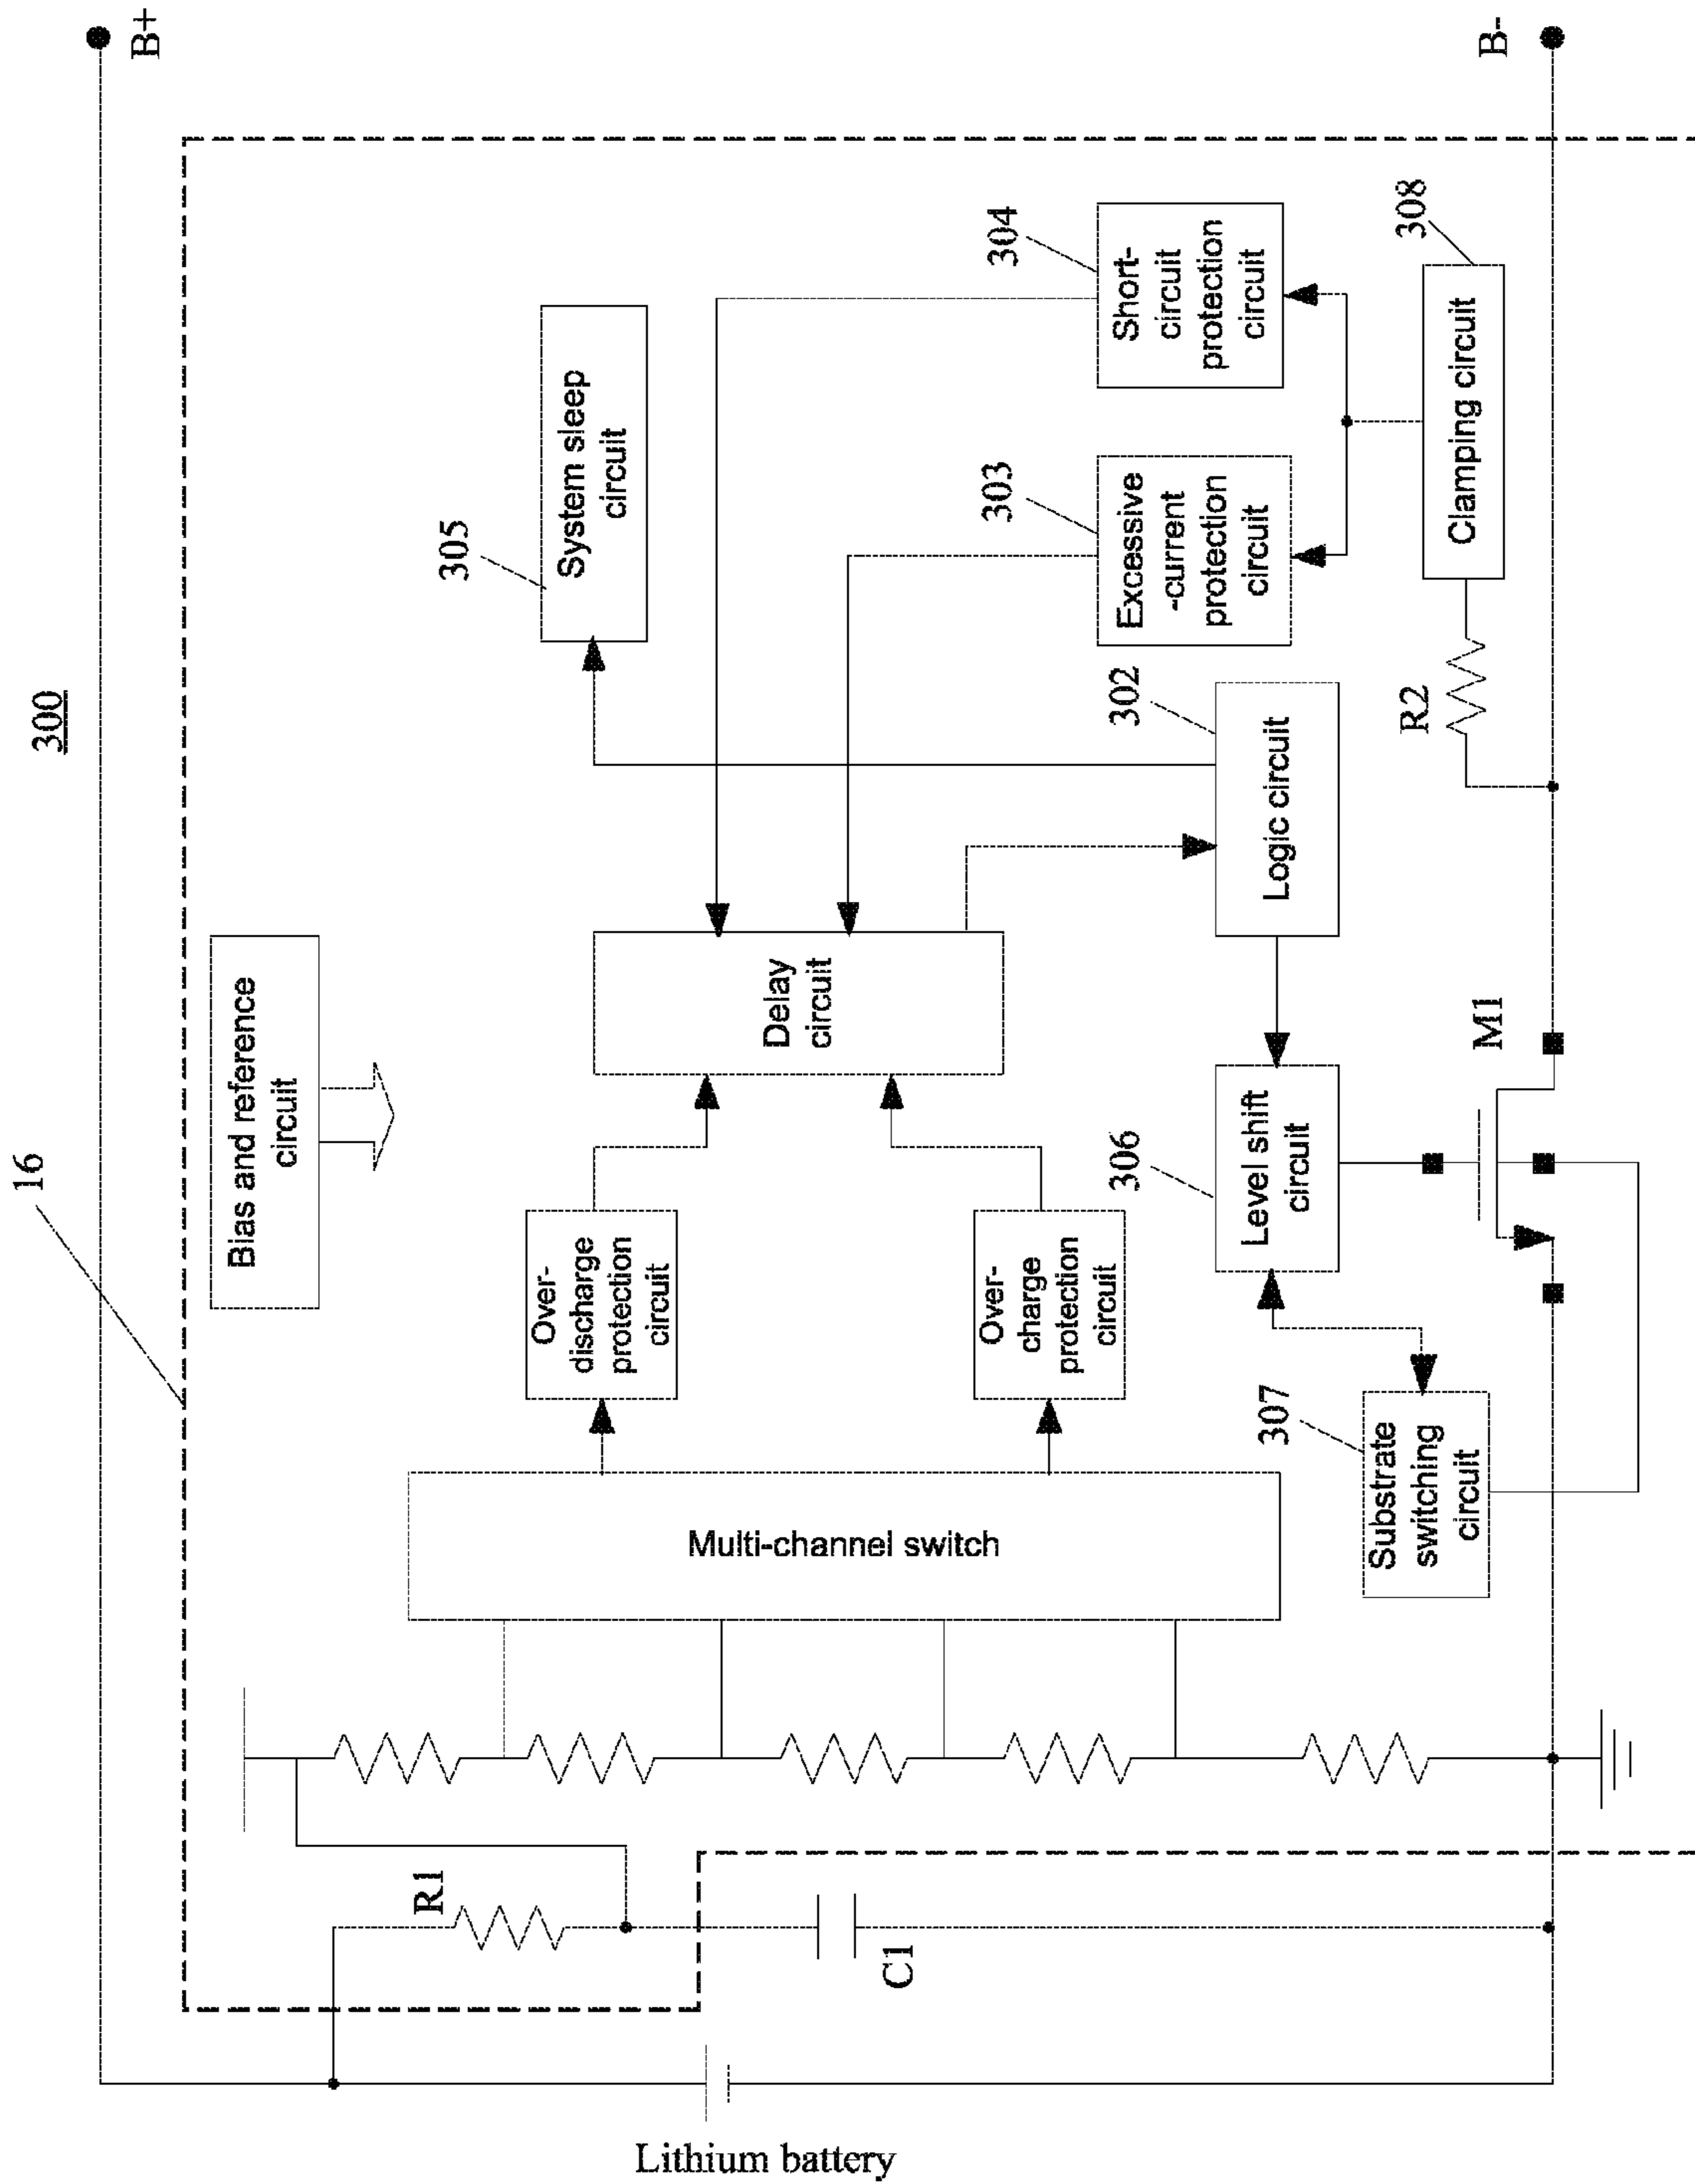 300
16
B+
Bias and reference
circuit
305
System sleep
circuit
R1
Over-
discharge
protection
circuit
Delay
circuit
303
Excessive
-current
protection
circuit
304
Short-
circuit
protection
circuit
Multi-channel switch
Over-
charge
protection
circuit
306
Level shift
circuit
302
Logic circuit
307
Substrate
switching
circuit
308
Clamping circuit
R2
M1
C1
B-
Lithium battery